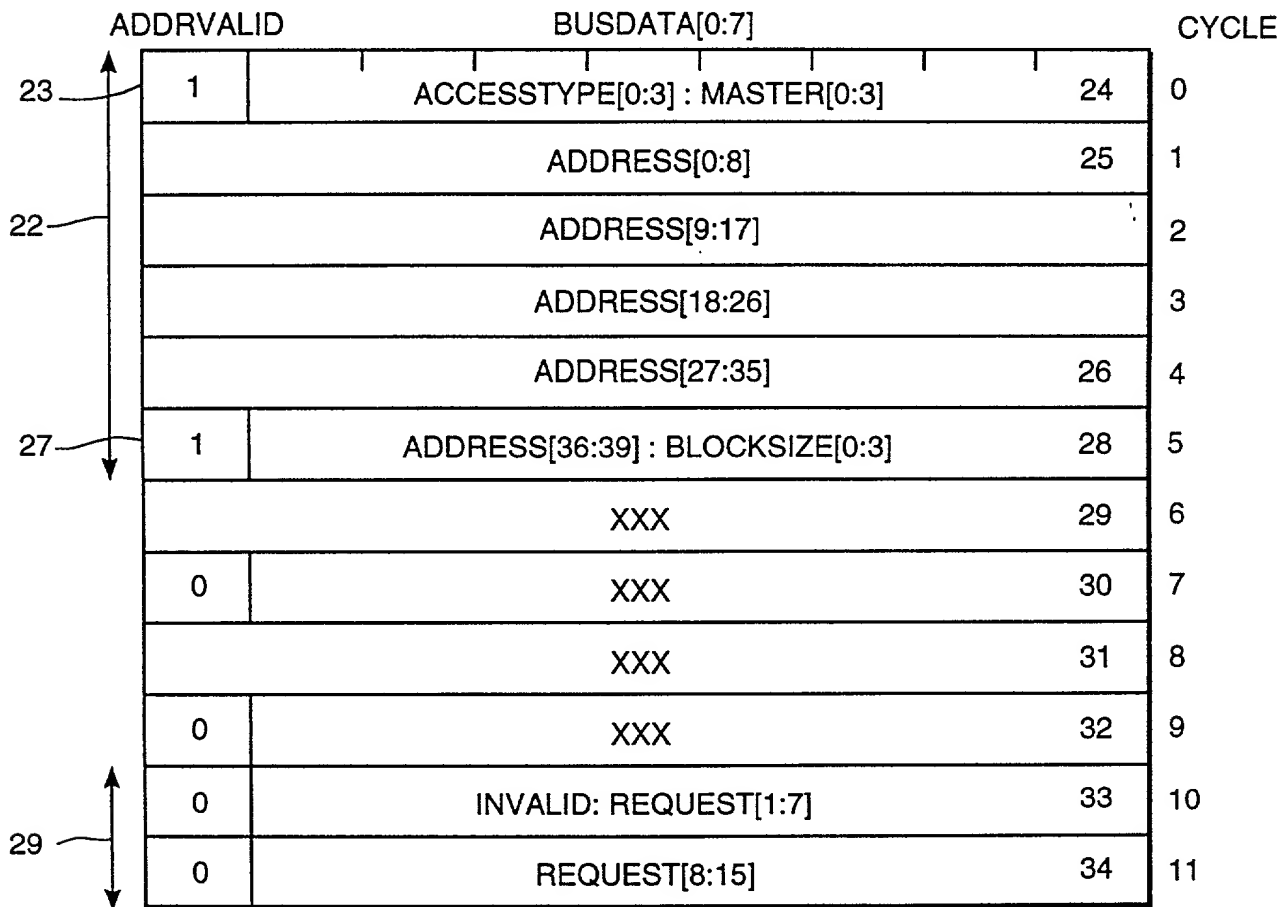 ADDRVALID BUSDATA[0:7] CYCLE
23 1 ACCESSTYPE[0:3] : MASTER[0:3] 24 0
ADDRESS[0:8] 25 1
22 ADDRESS[9:17] 2
ADDRESS[18:26] 3
ADDRESS[27:35] 26 4
27 1 ADDRESS[36:39] : BLOCKSIZE[0:3] 28 5
XXX 29 6
0 XXX 30 7
XXX 31 8
0 XXX 32 9
0 INVALID: REQUEST[1:7] 33 10
29 0 REQUEST[8:15] 34 11